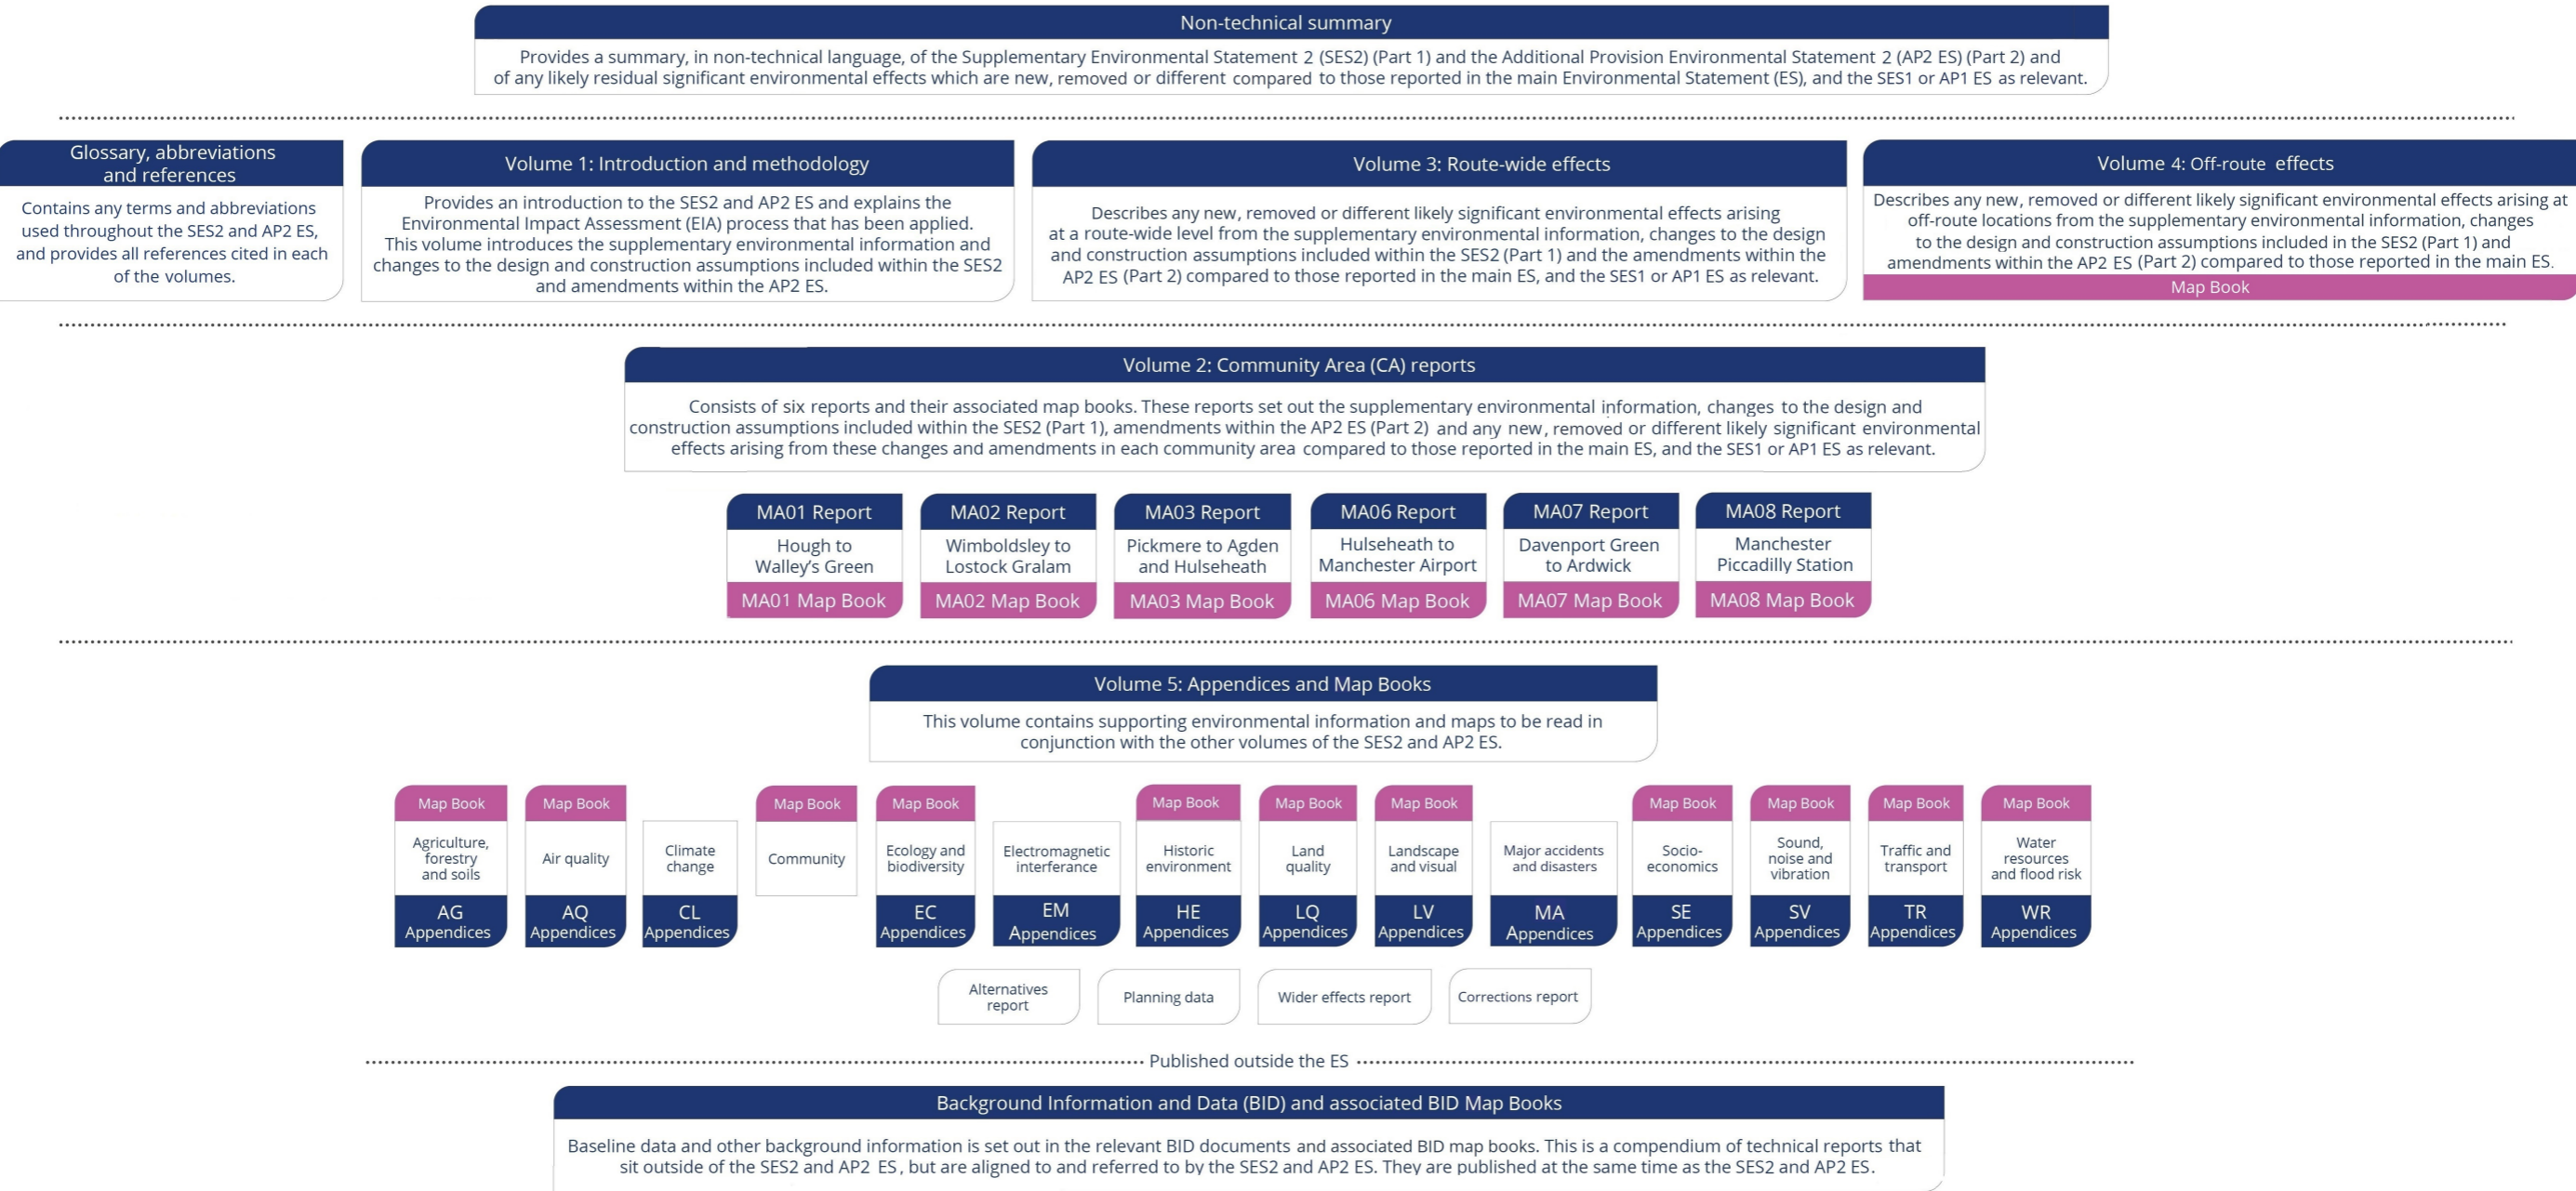 Non-technical summary
Provides a summary, in non-technical language, of the Supplementary Environmental Statement 2 (SES2) (Part 1) and the Additional Provision Environmental Statement 2 (AP2 ES) (Part 2) and
of any likely residual significant environmental effects which are new, removed or different compared to those reported in the main Environmental Statement (ES), and the SES1 or AP1 ES as relevant.
Glossary, abbreviations
and references
Contains any terms and abbreviations
used throughout the SES2 and AP2 ES,
and provides all references cited in each
of the volumes.
Volume 1: Introduction and methodology
Provides an introduction to the SES2 and AP2 ES and explains the
Environmental Impact Assessment (EIA) process that has been applied.
This volume introduces the supplementary environmental information and
changes to the design and construction assumptions included within the SES2
and amendments within the AP2 ES.
Volume 3: Route-wide effects
Describes any new, removed or different likely significant environmental effects arising
at a route-wide level from the supplementary environmental information, changes to the design
and construction assumptions included within the SES2 (Part 1) and the amendments within the
AP2 ES (Part 2) compared to those reported in the main ES, and the SES1 or AP1 ES as relevant.
Volume 4: Off-route effects
Describes any new, removed or different likely significant environmental effects arising at
off-route locations from the supplementary environmental information, changes
to the design and construction assumptions included in the SES2 (Part 1) and
amendments within the AP2 ES (Part 2) compared to those reported in the main ES.
Map Book
Volume 2: Community Area (CA) reports
Consists of six reports and their associated map books. These reports set out the supplementary environmental information, changes to the design and
construction assumptions included within the SES2 (Part 1), amendments within the AP2 ES (Part 2) and any new, removed or different likely significant environmental
effects arising from these changes and amendments in each community area compared to those reported in the main ES, and the SES1 or AP1 ES as relevant.
MA01 Report
Hough to
Walley's Green
MA01 Map Book
MA02 Report
Wimboldsley to
Lostock Gralam
MA02 Map Book
MA03 Report
Pickmere to Agden
and Hulseheath
MA03 Map Book
MA06 Report
Hulseheath to
Manchester Airport
MA06 Map Book
MA07 Report
Davenport Green
to Ardwick
MA07 Map Book
MA08 Report
Manchester
Piccadilly Station
MA08 Map Book
Volume 5: Appendices and Map Books
This volume contains supporting environmental information and maps to be read in
conjunction with the other volumes of the SES2 and AP2 ES.
Map Book
Agriculture,
forestry
and soils
AG
Appendices
Map Book
Air quality
AQ
Appendices
Climate
change
CL
Appendices
Map Book
Community
Map Book
Ecology and
biodiversity
EC
Appendices
Electromagnetic
interference
EM
Appendices
Map Book
Historic
environment
HE
Appendices
Map Book
Land
quality
LQ
Appendices
Map Book
Landscape
and visual
LV
Appendices
Major accidents
and disasters
MA
Appendices
Map Book
Socio-
economics
SE
Appendices
Map Book
Sound,
noise and
vibration
SV
Appendices
Map Book
Traffic and
transport
TR
Appendices
Map Book
Water
resources
and flood risk
WR
Appendices
Alternatives
report
Planning data
Wider effects report
Corrections report
Published outside the ES
Background Information and Data (BID) and associated BID Map Books
Baseline data and other background information is set out in the relevant BID documents and associated BID map books. This is a compendium of technical reports that
sit outside of the SES2 and AP2 ES, but are aligned to and referred to by the SES2 and AP2 ES. They are published at the same time as the SES2 and AP2 ES.